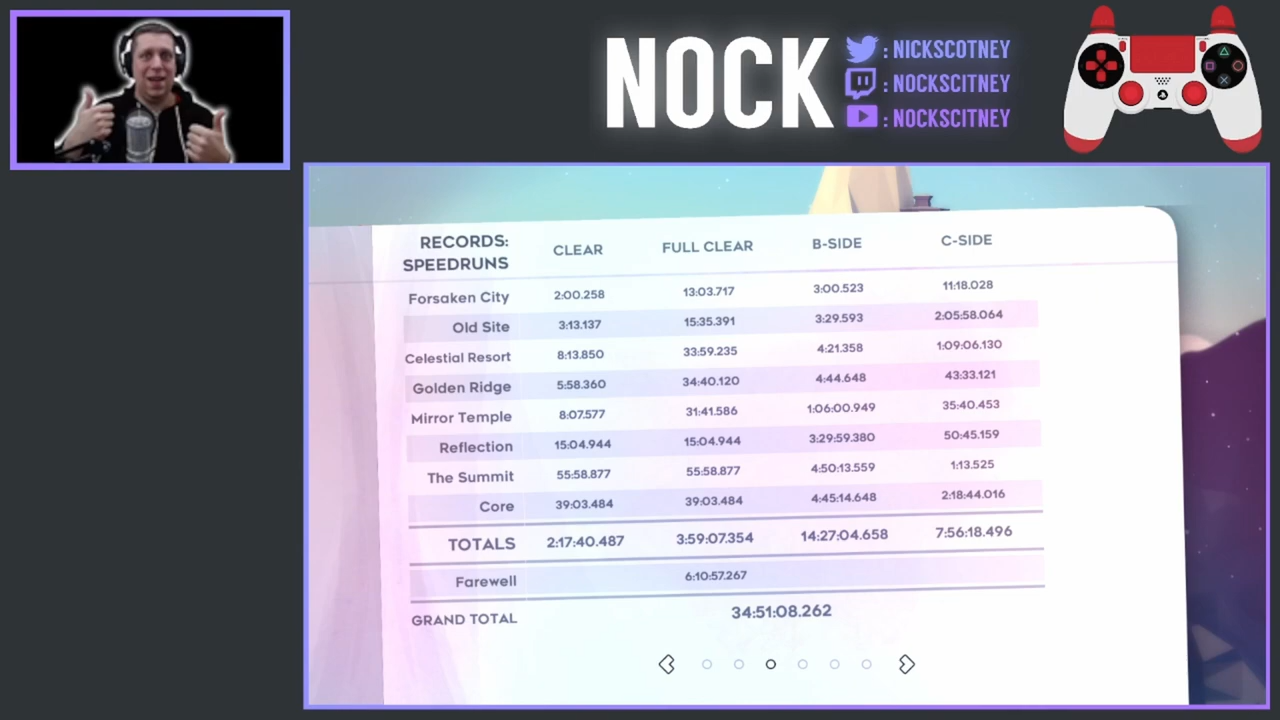 NOCK
: NICKSCOTNEY
: NOCKSCITNEY
: NOCKSCITNEY
RECORDS: SPEEDRUNS CLEAR FULL CLEAR B-SIDE C-SIDE
Forsaken City 2:00.258 13:03.717 3:00.523 11:18.028
Old Site 3:13.137 15:35.391 3:29.593 2:05:58.064
Celestial Resort 8:13.850 33:59.235 4:21.358 1:09:06.130
Golden Ridge 5:58.360 34:40.120 4:44.648 43:33.121
Mirror Temple 8:07.577 31:41.586 1:06:00.949 35:40.453
Reflection 15:04.944 15:04.944 3:29:59.380 50:45.159
The Summit 55:58.877 55:58.877 4:50:13.559 1:13.525
Core 39:03.484 39:03.484 4:45:14.648 2:18:44.016
TOTALS 2:17:40.487 3:59:07.354 14:27:04.658 7:56:18.496
Farewell 6:10:57.267
GRAND TOTAL 34:51:08.262